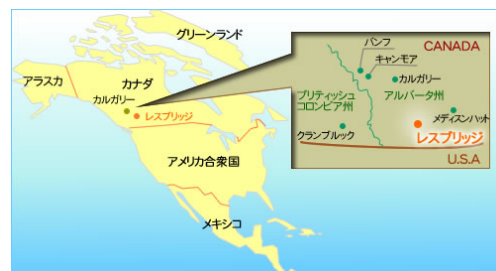 グリーンランド
アラスカ
カナダ
カルガリー
レスブリッジ
アメリカ合衆国
メキシコ
バンフ
CANADA
キャンモア
カルガリー
ブリティッシュ
コロンビア州
アルバータ州
メディスンハット
クランブルック
レスブリッジ
U.S.A